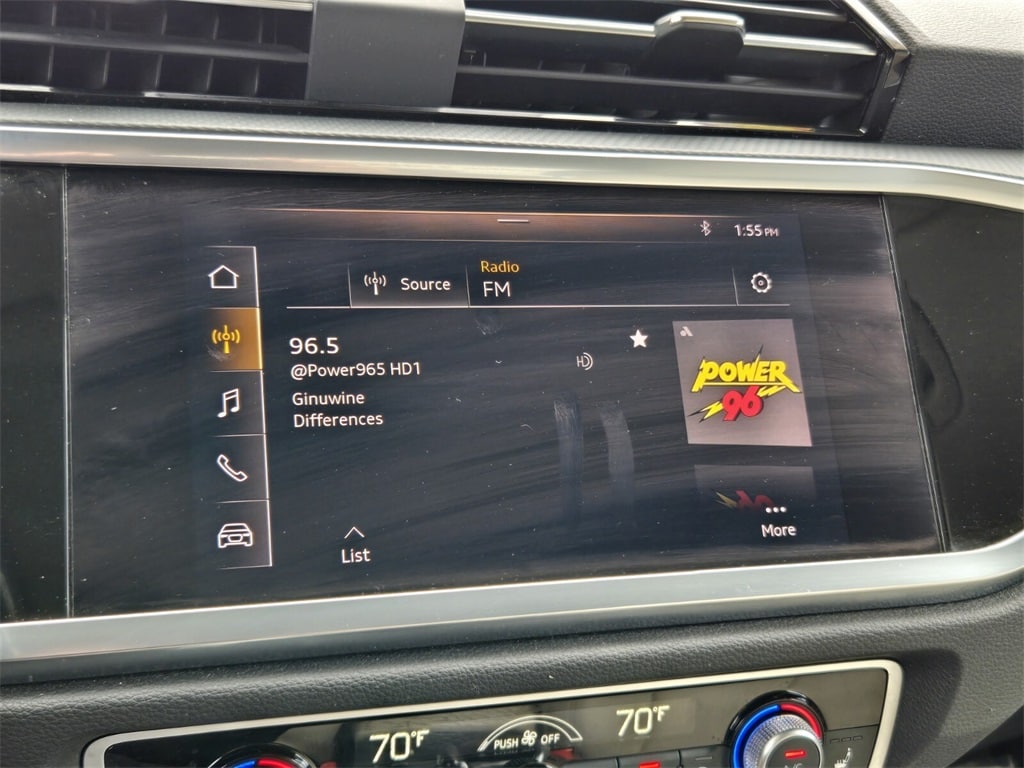 1:55 PM
Source
Radio
FM
96.5
@Power965 HD1
HD
Ginuwine
Differences
POWER
96
List
More
70°F
PUSH OFF
70°F